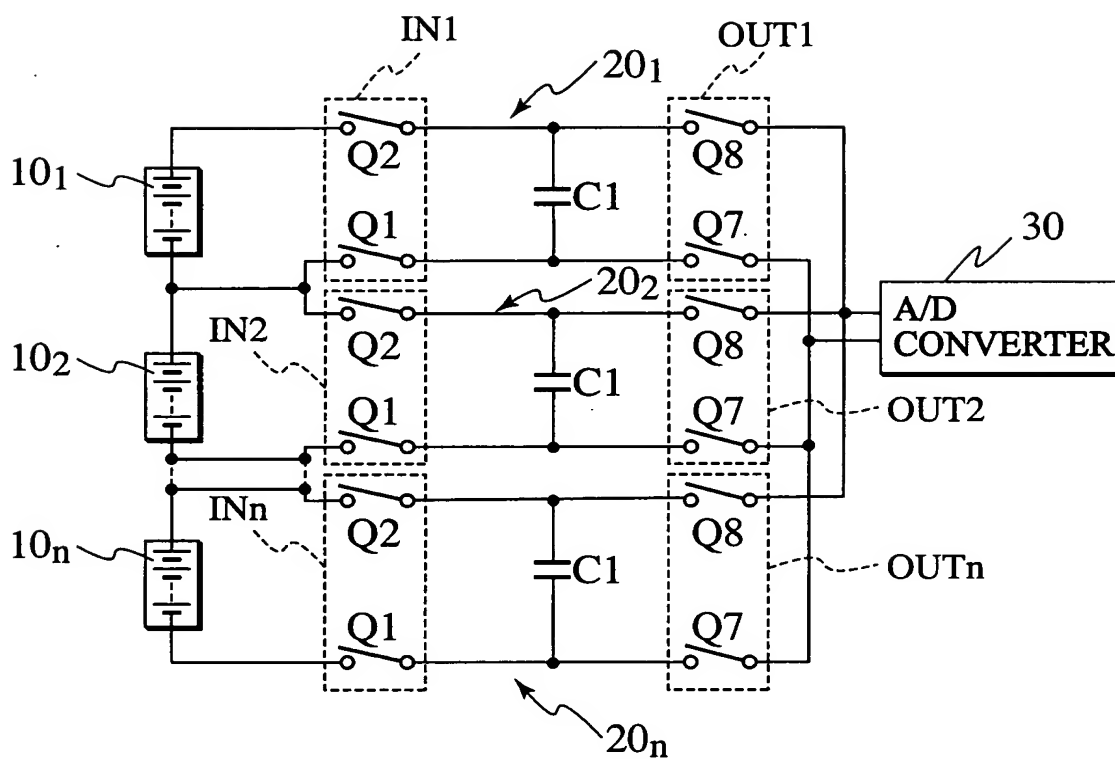 IN1
OUT1
20₁
Q2
Q8
10₁
C1
Q1
Q7
30
20₂
A/D
CONVERTER
IN2
Q2
Q8
10₂
C1
Q1
Q7
OUT2
INn
Q2
Q8
10ₙ
C1
OUTn
Q1
Q7
20ₙ